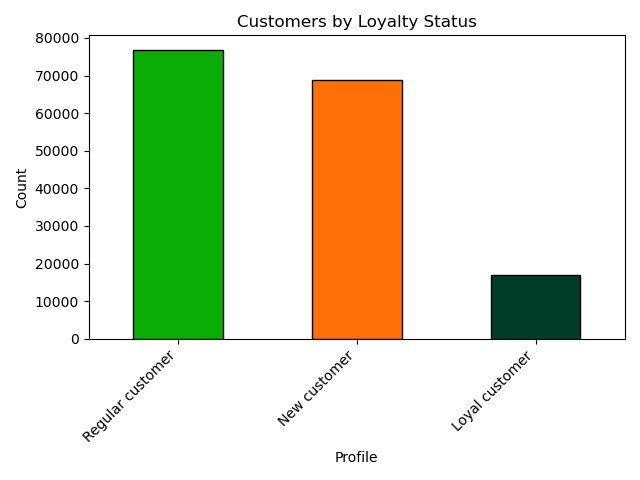 Customers by Loyalty Status
80000
70000
60000
50000
40000
30000
20000
10000
0
Count
Regular customer
New customer
Loyal customer
Profile